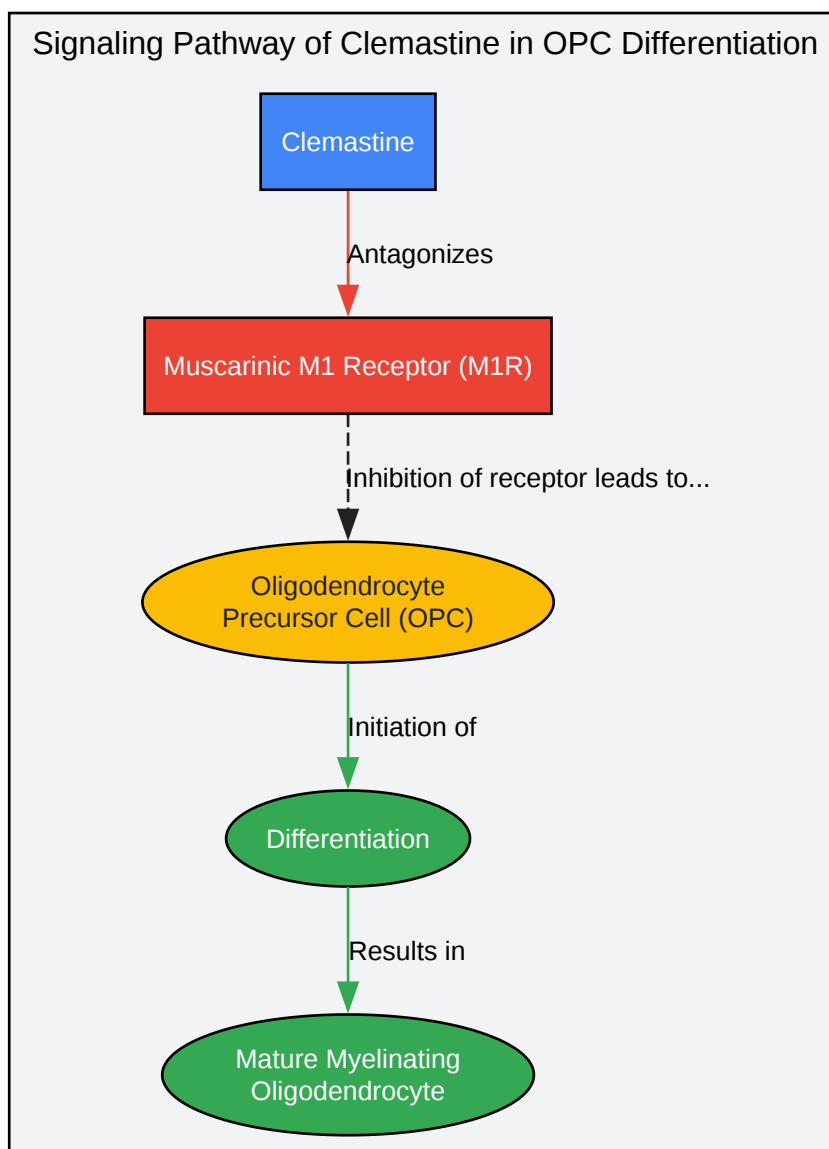 Signaling Pathway of Clemastine in OPC Differentiation
Clemastine
Antagonizes
Muscarinic M1 Receptor (M1R)
Inhibition of receptor leads to...
Oligodendrocyte
Precursor Cell (OPC)
Initiation of
Differentiation
Results in
Mature Myelinating
Oligodendrocyte